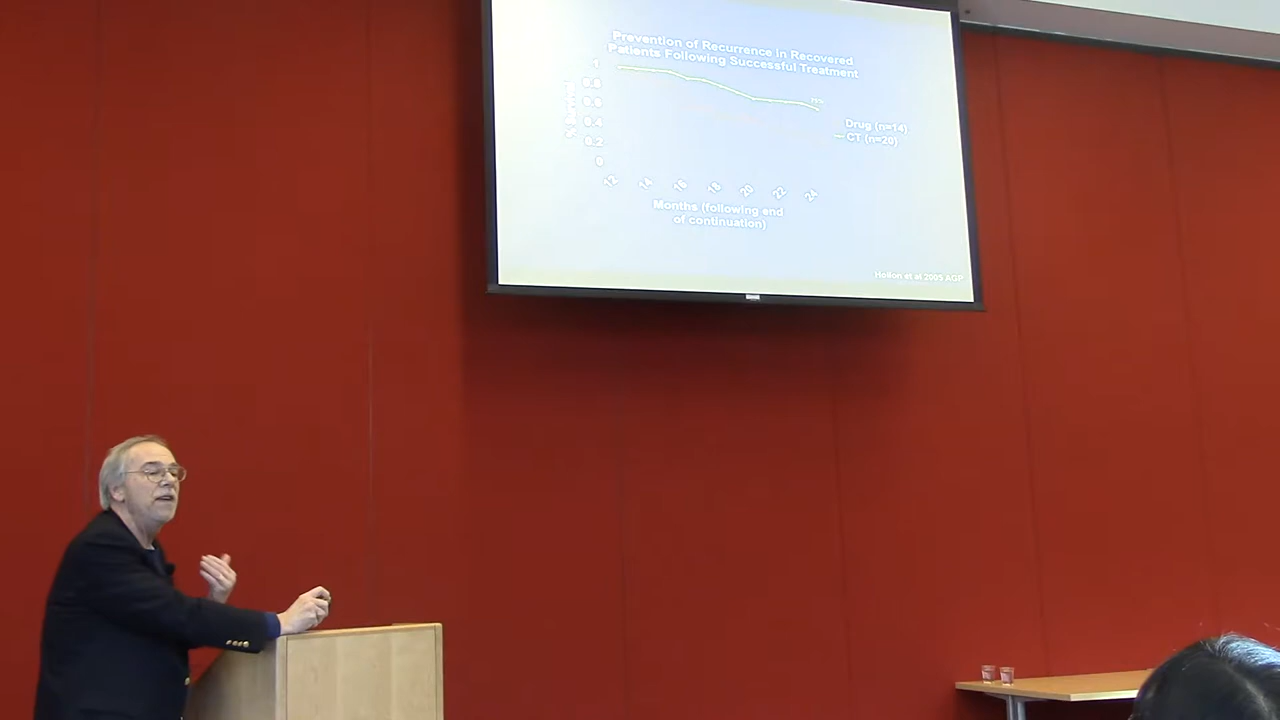 Prevention of Recurrence in Recovered
Patients Following Successful Treatment
1
0.8
0.6
0.4
0.2
0
Drug (n=14)
CT (n=20)
12 14 16 18 20 22 24
Months (following end
of continuation)
Hollon et al 2005 AGP